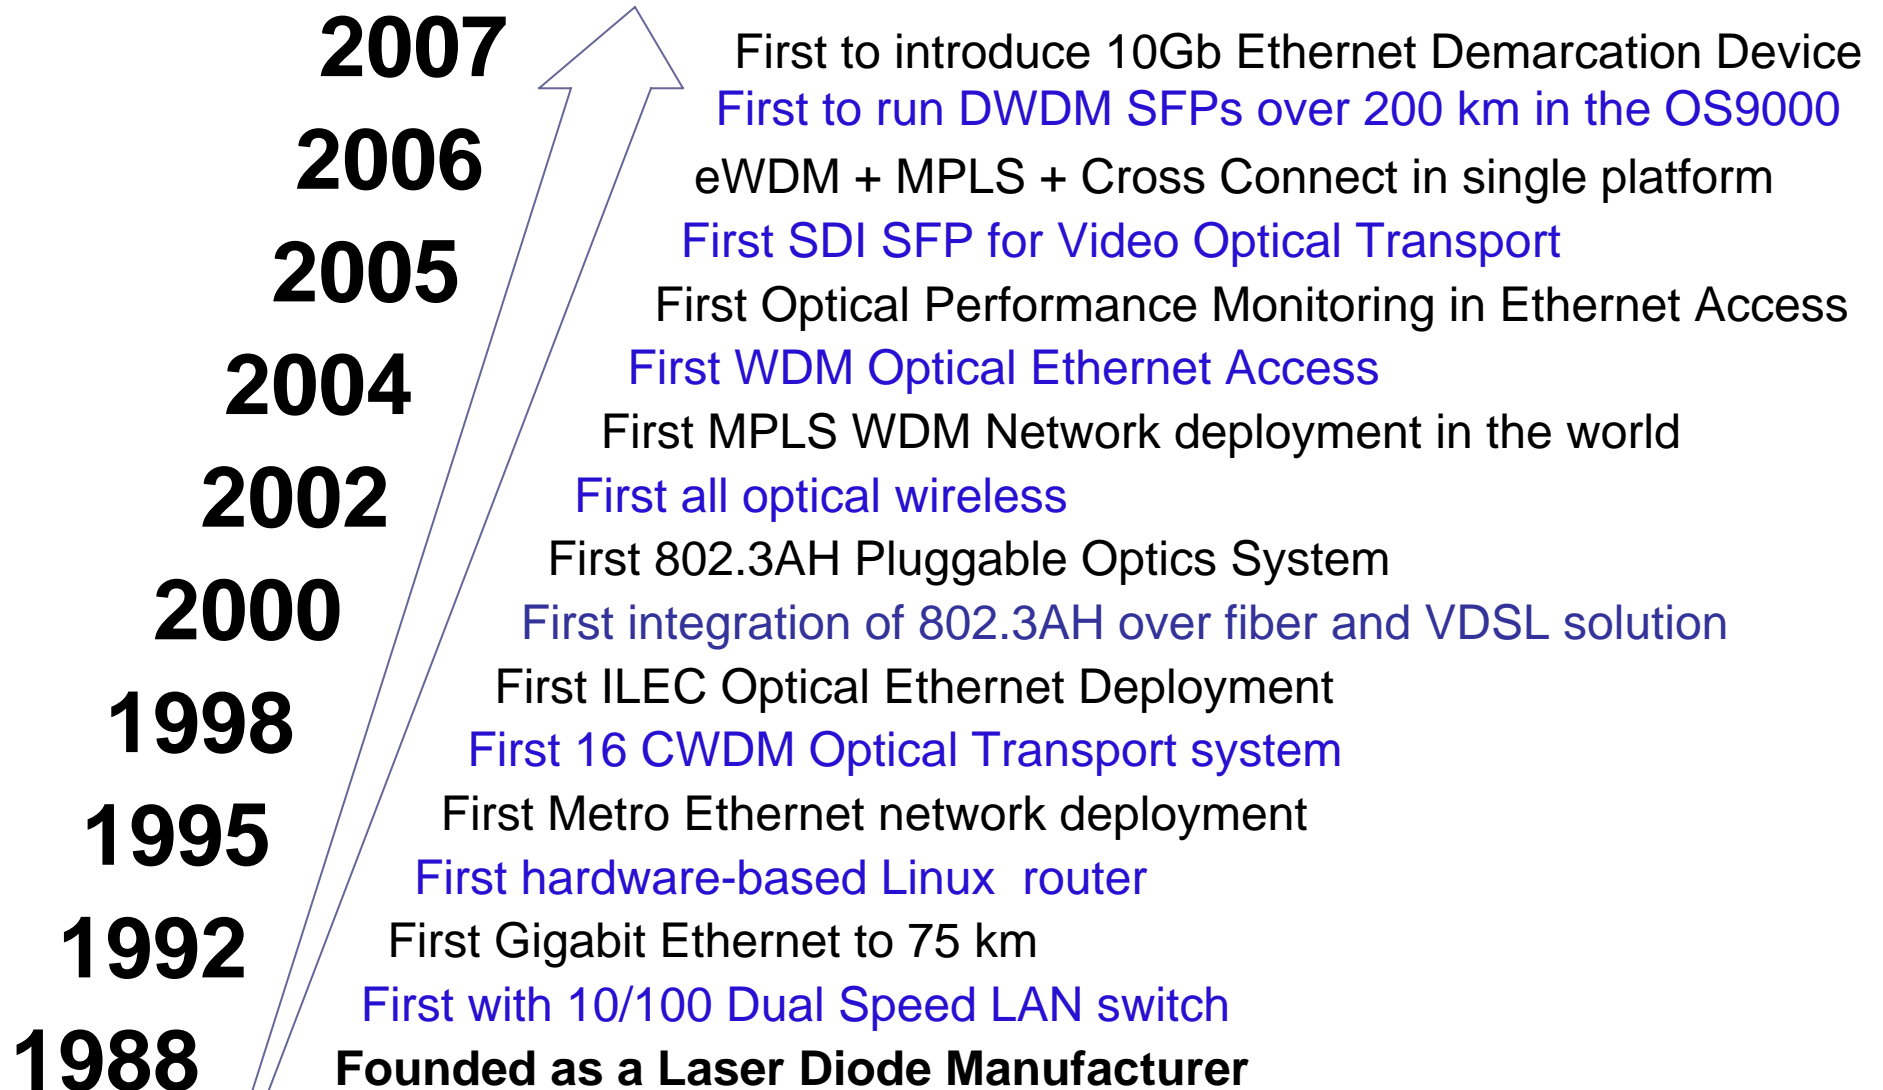 2007
First to introduce 10Gb Ethernet Demarcation Device
First to run DWDM SFPs over 200 km in the OS9000
2006
eWDM + MPLS + Cross Connect in single platform
First SDI SFP for Video Optical Transport
2005
First Optical Performance Monitoring in Ethernet Access
First WDM Optical Ethernet Access
2004
First MPLS WDM Network deployment in the world
2002
First all optical wireless
First 802.3AH Pluggable Optics System
2000
First integration of 802.3AH over fiber and VDSL solution
First ILEC Optical Ethernet Deployment
1998
First 16 CWDM Optical Transport system
First Metro Ethernet network deployment
1995
First hardware-based Linux  router
1992
First Gigabit Ethernet to 75 km
First with 10/100 Dual Speed LAN switch
1988
Founded as a Laser Diode Manufacturer